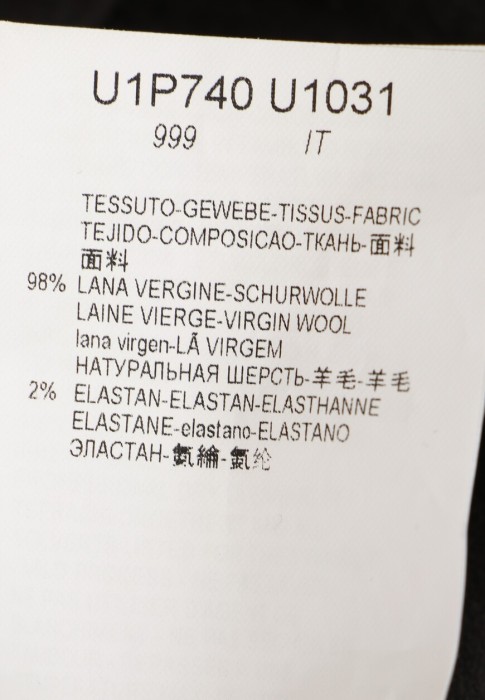 U1P740 U1031
999 IT
TESSUTO-GEWEBE-TISSUS-FABRIC
TEJIDO-COMPOSICAO-ТКАНЬ-面料
面料
98% LANA VERGINE-SCHURWOLLE
LAINE VIERGE-VIRGIN WOOL
lana virgen-LÃ VIRGEM
НАТУРАЛЬНАЯ ШЕРСТЬ-羊毛-羊毛
2% ELASTAN-ELASTAN-ELASTHANNE
ELASTANE-elastano-ELASTANO
ЭЛАСТАН-氨綸-氨纶